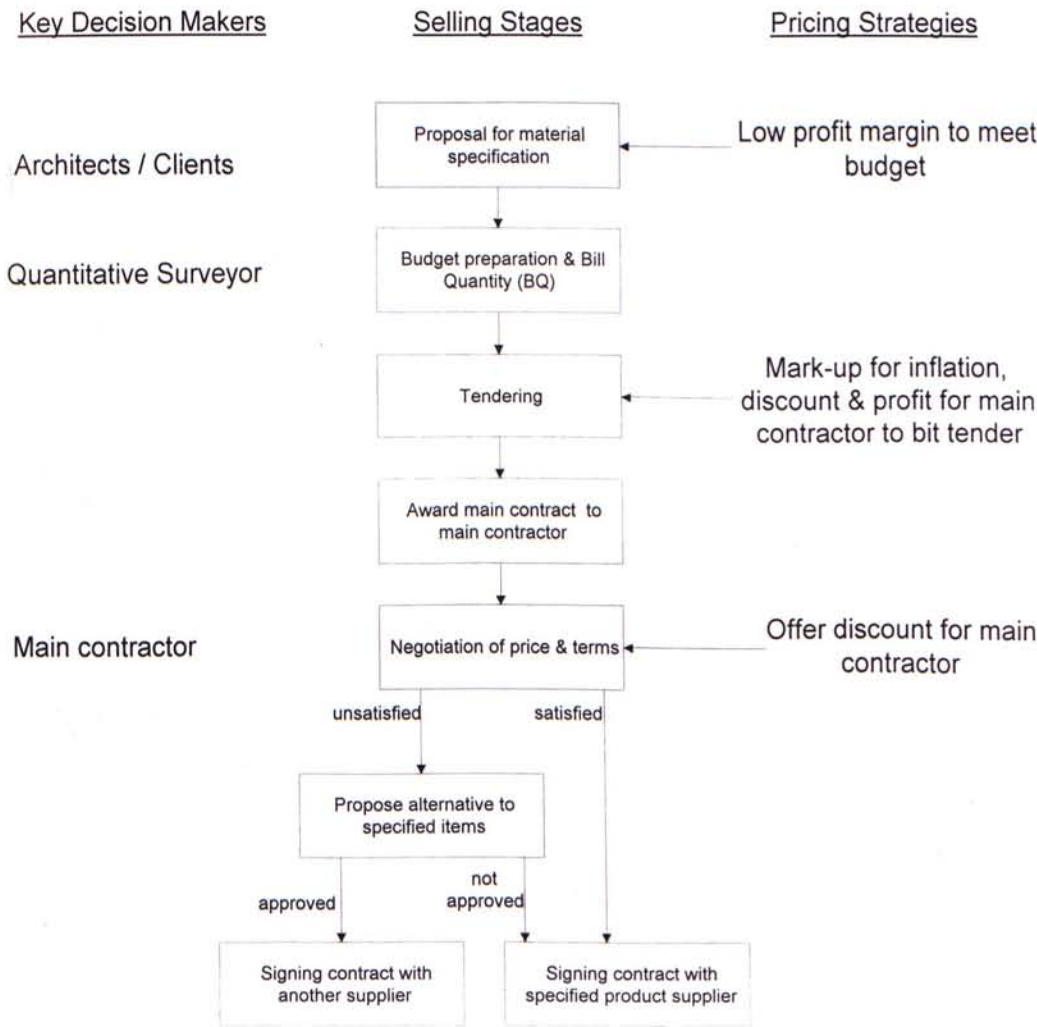 Key Decision Makers
Selling Stages
Pricing Strategies
Architects / Clients
Proposal for material
specification
Low profit margin to meet
budget
Quantitative Surveyor
Budget preparation & Bill
Quantity (BQ)
Tendering
Mark-up for inflation,
discount & profit for main
contractor to bit tender
Award main contract to
main contractor
Main contractor
Negotiation of price & terms
Offer discount for main
contractor
unsatisfied
satisfied
Propose alternative to
specified items
approved
not
approved
Signing contract with
another supplier
Signing contract with
specified product supplier